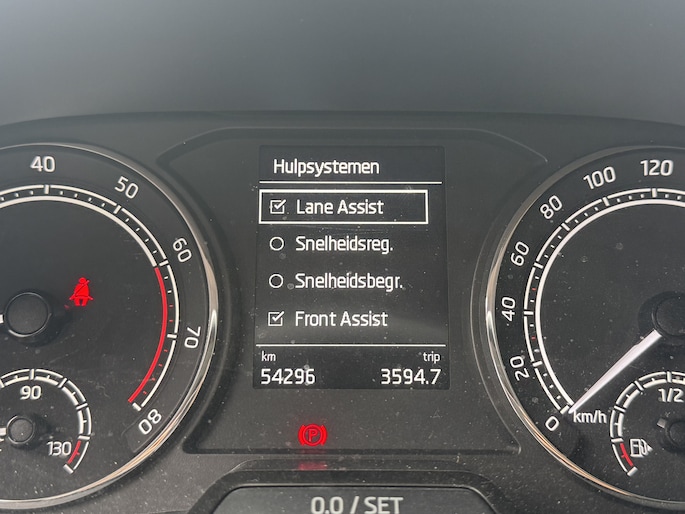 Hulpsystemen
Lane Assist
Snelheidsreg.
Snelheidsbegr.
Front Assist
km trip
54296 3594.7
40
50
60
70
80
90
130
120
100
80
60
40
20
0
km/h
1/2
P
0.0 / SET